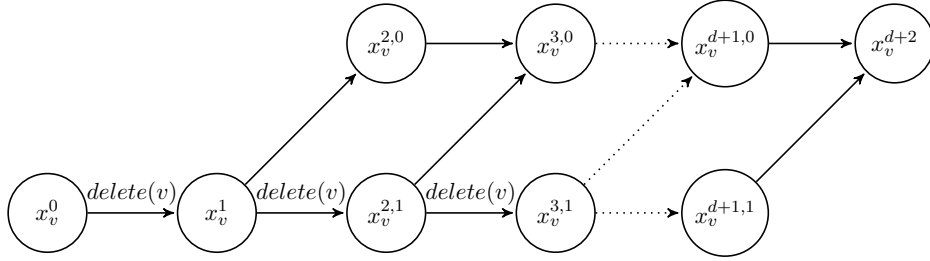 $x_v^{2,0}$ $x_v^{3,0}$ $x_v^{d+1,0}$ $x_v^{d+2}$
$delete(v)$ $delete(v)$ $delete(v)$
$x_v^0$ $x_v^1$ $x_v^{2,1}$ $x_v^{3,1}$ $x_v^{d+1,1}$